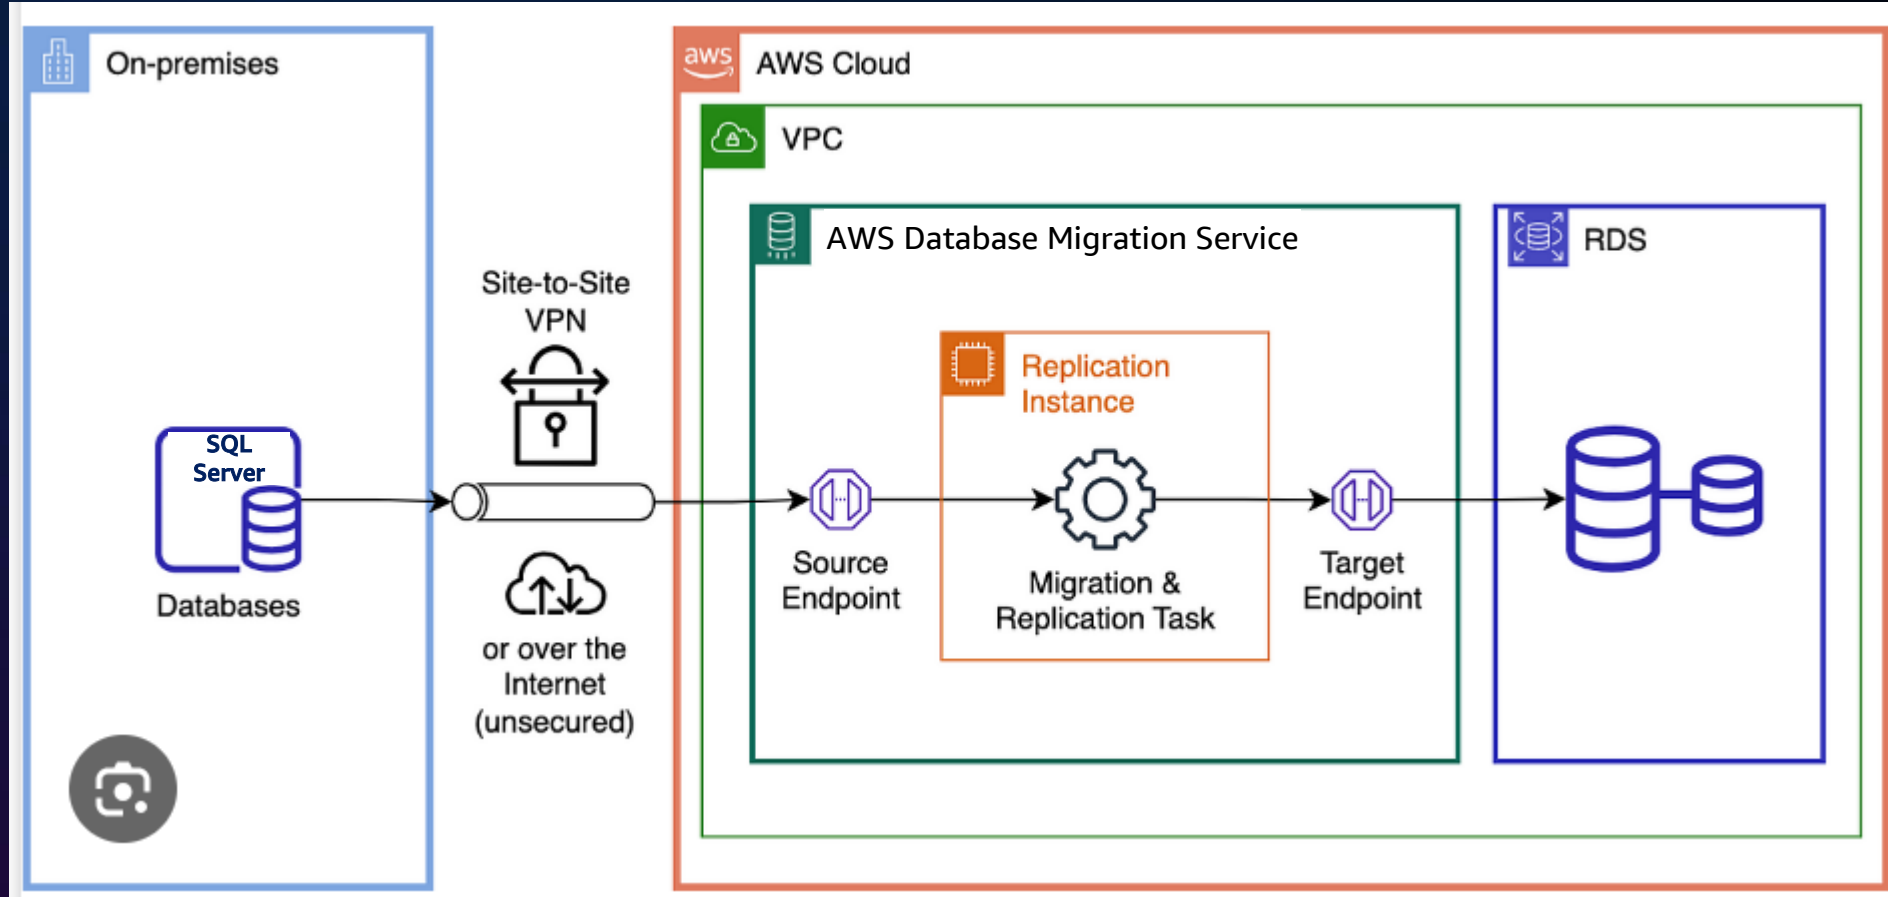 On-premises
SQL
Server
Databases
Site-to-Site
VPN
or over the
Internet
(unsecured)
aws
AWS Cloud
VPC
AWS Database Migration Service
Source
Endpoint
Replication
Instance
Migration &
Replication Task
Target
Endpoint
RDS